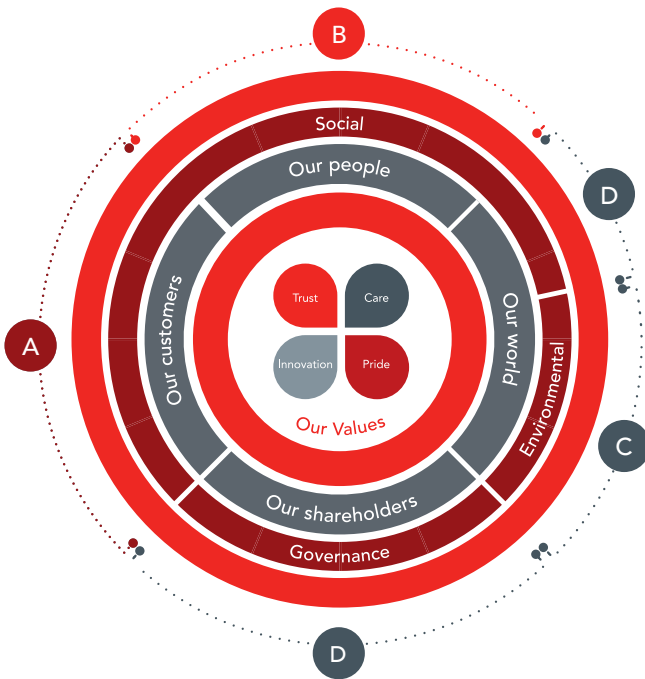 B
Social
Our people
D
Trust
Care
Our customers
Our world
A
Innovation
Pride
Environmental
Our Values
C
Our shareholders
Governance
D